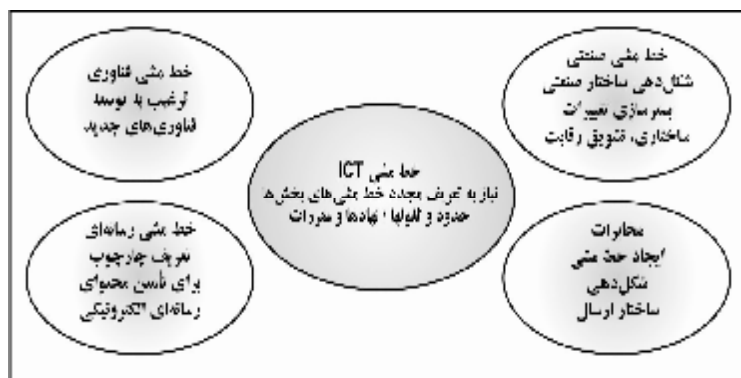 خط مشی صنعتی
شکل‌دهی ساختار صنعتی
بسترسازی تغییرات
ساختاری، تشویق رقابت
خط مشی فناوری
ترغیب به توسعه
فناوری‌های جدید
خط مشی ICT
نیاز به تعریف مجدد خط مشی‌های بخش‌ها
حدود و نهادها و مقررات
مخابرات
ایجاد خط مشی
شکل‌دهی
ساختار ارسال
خط مشی رسانه‌ای
تعریف چارچوب
برای تأمین محتوای
رسانه‌ای الکترونیکی